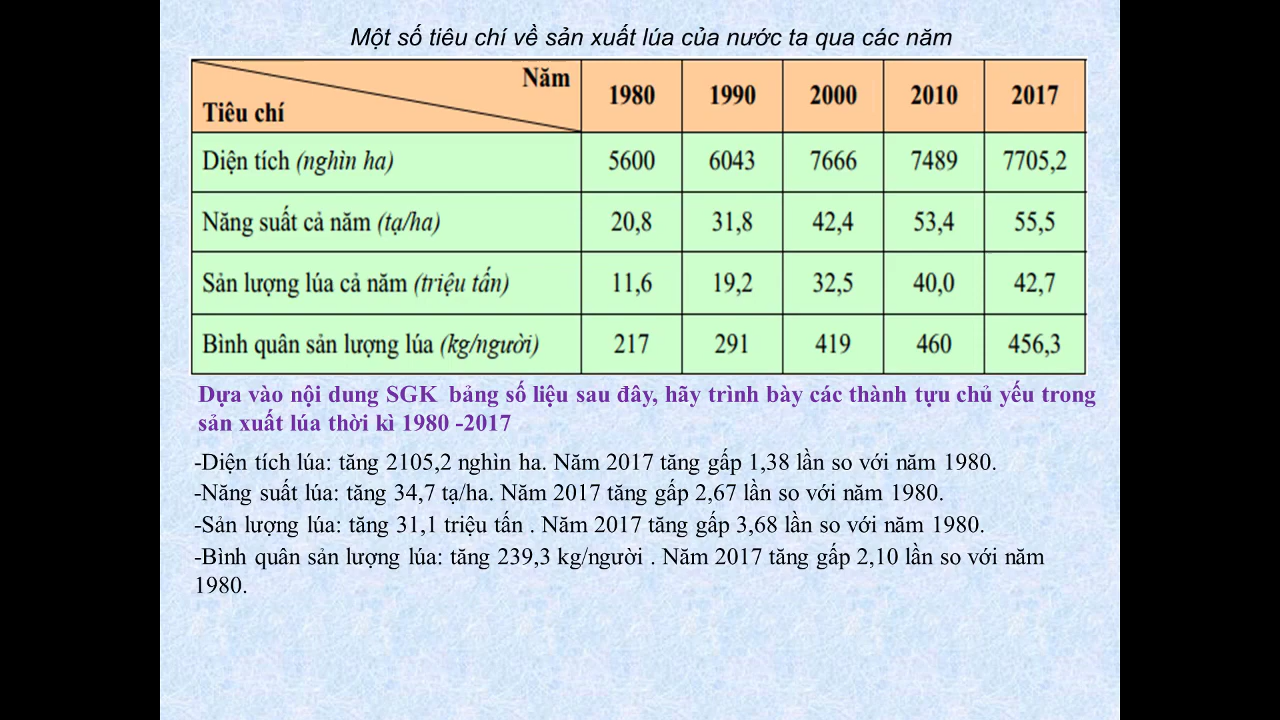 Một số tiêu chí về sản xuất lúa của nước ta qua các năm
Năm
Tiêu chí
1980 1990 2000 2010 2017
Diện tích (nghìn ha) 5600 6043 7666 7489 7705,2
Năng suất cả năm (tạ/ha) 20,8 31,8 42,4 53,4 55,5
Sản lượng lúa cả năm (triệu tấn) 11,6 19,2 32,5 40,0 42,7
Bình quân sản lượng lúa (kg/người) 217 291 419 460 456,3
Dựa vào nội dung SGK bảng số liệu sau đây, hãy trình bày các thành tựu chủ yếu trong
sản xuất lúa thời kì 1980 -2017
-Diện tích lúa: tăng 2105,2 nghìn ha. Năm 2017 tăng gấp 1,38 lần so với năm 1980.
-Năng suất lúa: tăng 34,7 tạ/ha. Năm 2017 tăng gấp 2,67 lần so với năm 1980.
-Sản lượng lúa: tăng 31,1 triệu tấn . Năm 2017 tăng gấp 3,68 lần so với năm 1980.
-Bình quân sản lượng lúa: tăng 239,3 kg/người . Năm 2017 tăng gấp 2,10 lần so với năm
1980.